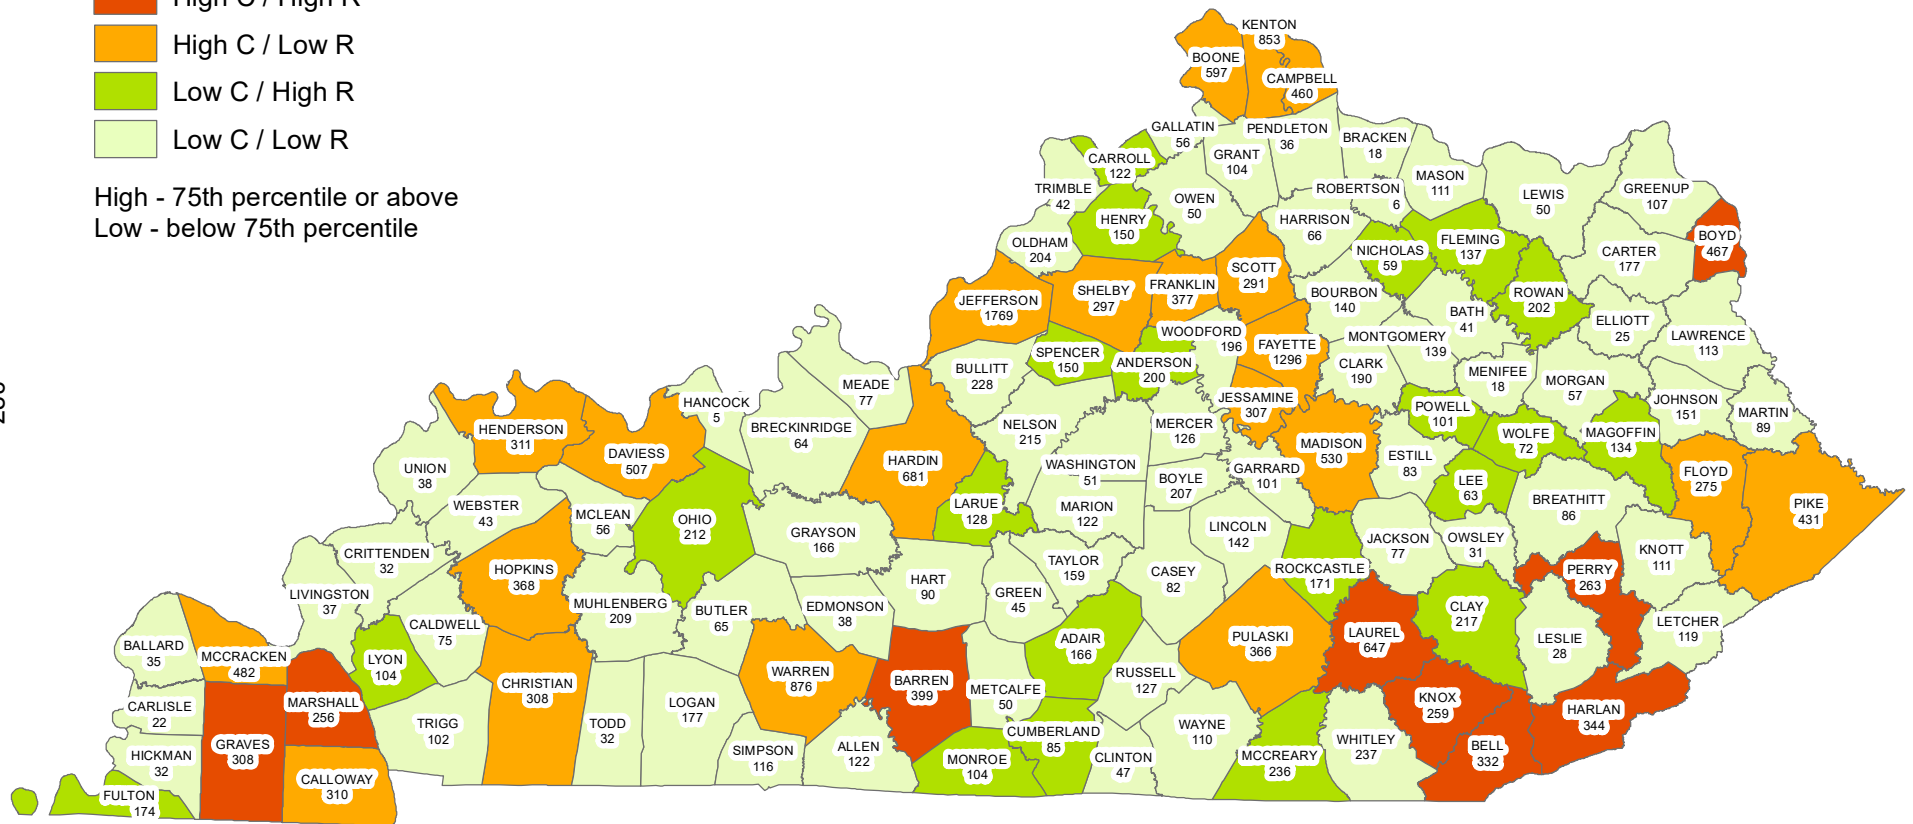 High C / High R
High C / Low R
Low C / High R
Low C / Low R
High - 75th percentile or above
Low - below 75th percentile
KENTON
853
BOONE
597
CAMPBELL
460
GALLATIN
56
PENDLETON
36
BRACKEN
18
CARROLL
122
GRANT
104
MASON
111
TRIMBLE
42
OWEN
50
ROBERTSON
6
LEWIS
50
GREENUP
107
HENRY
150
HARRISON
66
OLDHAM
204
NICHOLAS
59
FLEMING
137
CARTER
177
BOYD
467
JEFFERSON
1769
SHELBY
297
FRANKLIN
377
SCOTT
291
BOURBON
140
ROWAN
202
BATH
41
ELLIOTT
25
LAWRENCE
113
WOODFORD
196
FAYETTE
1296
MONTGOMERY
139
SPENCER
150
ANDERSON
200
BULLITT
228
CLARK
190
MENIFEE
18
MORGAN
57
MEADE
77
HANCOCK
5
JESSAMINE
307
JOHNSON
151
MARTIN
89
POWELL
101
HENDERSON
311
BRECKINRIDGE
64
NELSON
215
MERCER
126
WOLFE
72
MAGOFFIN
134
DAVIESS
507
HARDIN
681
MADISON
530
ESTILL
83
UNION
38
WASHINGTON
51
GARRARD
101
FLOYD
275
BOYLE
207
LEE
63
BREATHITT
86
PIKE
431
WEBSTER
43
MCLEAN
56
OHIO
212
LARUE
128
MARION
122
LINCOLN
142
GRAYSON
166
JACKSON
77
OWSLEY
31
CRITTENDEN
32
KNOTT
111
HOPKINS
368
HART
90
TAYLOR
159
CASEY
82
ROCKCASTLE
171
PERRY
263
LIVINGSTON
37
MUHLENBERG
209
BUTLER
65
EDMONSON
38
GREEN
45
CALDWELL
75
CLAY
217
LETCHER
119
BALLARD
35
MCCRACKEN
482
LYON
104
ADAIR
166
PULASKI
366
LAUREL
647
LESLIE
28
WARREN
876
BARREN
399
RUSSELL
127
CHRISTIAN
308
METCALFE
50
CARLISLE
22
MARSHALL
256
LOGAN
177
KNOX
259
HARLAN
344
TRIGG
102
TODD
32
CUMBERLAND
85
WAYNE
110
HICKMAN
32
GRAVES
308
SIMPSON
116
ALLEN
122
MONROE
104
CLINTON
47
MCCREARY
236
WHITLEY
237
BELL
332
CALLOWAY
310
FULTON
174